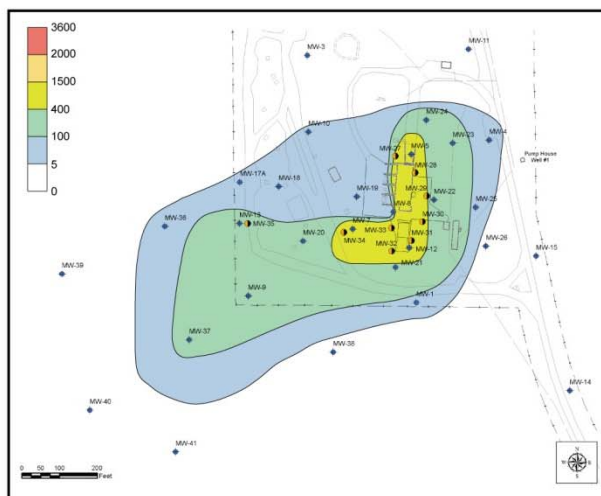 3600
2000
1500
400
100
5
0
MW-3
MW-11
MW-24
MW-10
MW-23
MW-4
MW-27
MW-5
Pump House
Well #1
MW-28
MW-17A
MW-18
MW-19
MW-29
MW-22
MW-6
MW-25
MW-36
MW-13
MW-35
MW-7
MW-33
MW-30
MW-20
MW-34
MW-31
MW-32
MW-12
MW-26
MW-15
MW-21
MW-39
MW-9
MW-1
MW-37
MW-38
MW-14
MW-40
MW-41
0 50 100 200
Feet
N
W E
S